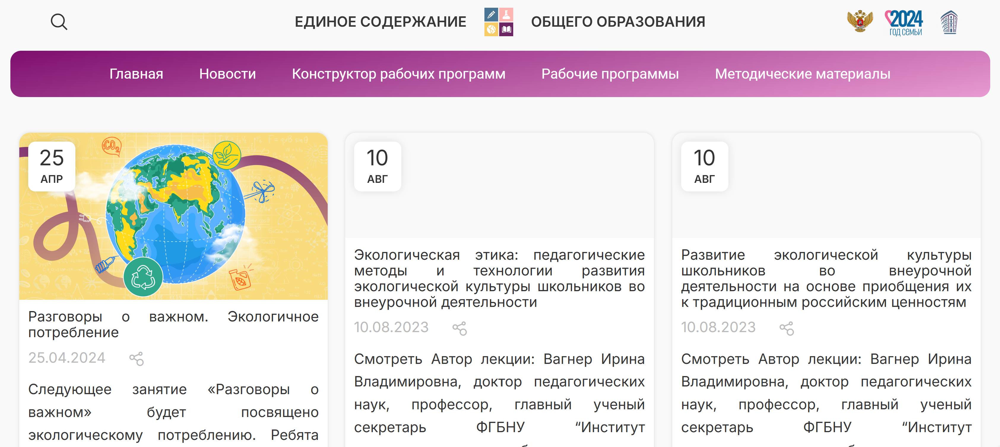 ЕДИНОЕ СОДЕРЖАНИЕ ОБЩЕГО ОБРАЗОВАНИЯ
2024
ГОД СЕМЬИ
Главная Новости Конструктор рабочих программ Рабочие программы Методические материалы
25
АПР
CO2
Разговоры о важном. Экологичное
потребление
25.04.2024
Следующее занятие «Разговоры о
важном» будет посвящено
экологическому потреблению. Ребята
10
АВГ
Экологическая этика: педагогические
методы и технологии развития
экологической культуры школьников во
внеурочной деятельности
10.08.2023
Смотреть Автор лекции: Вагнер Ирина
Владимировна, доктор педагогических
наук, профессор, главный ученый
секретарь ФГБНУ “Институт
10
АВГ
Развитие экологической культуры
школьников во внеурочной
деятельности на основе приобщения их
к традиционным российским ценностям
10.08.2023
Смотреть Автор лекции: Вагнер Ирина
Владимировна, доктор педагогических
наук, профессор, главный ученый
секретарь ФГБНУ “Институт